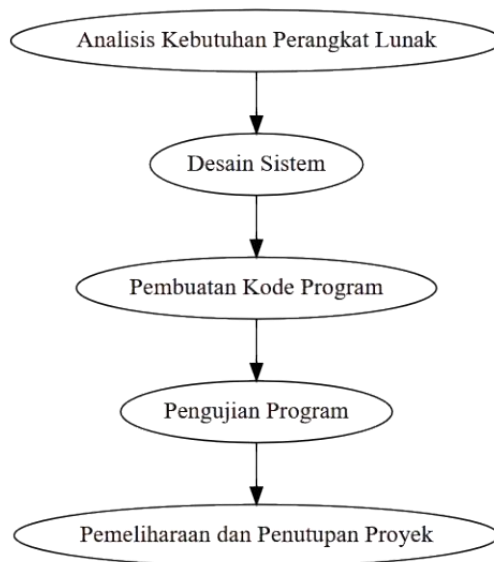 Analisis Kebutuhan Perangkat Lunak
Desain Sistem
Pembuatan Kode Program
Pengujian Program
Pemeliharaan dan Penutupan Proyek